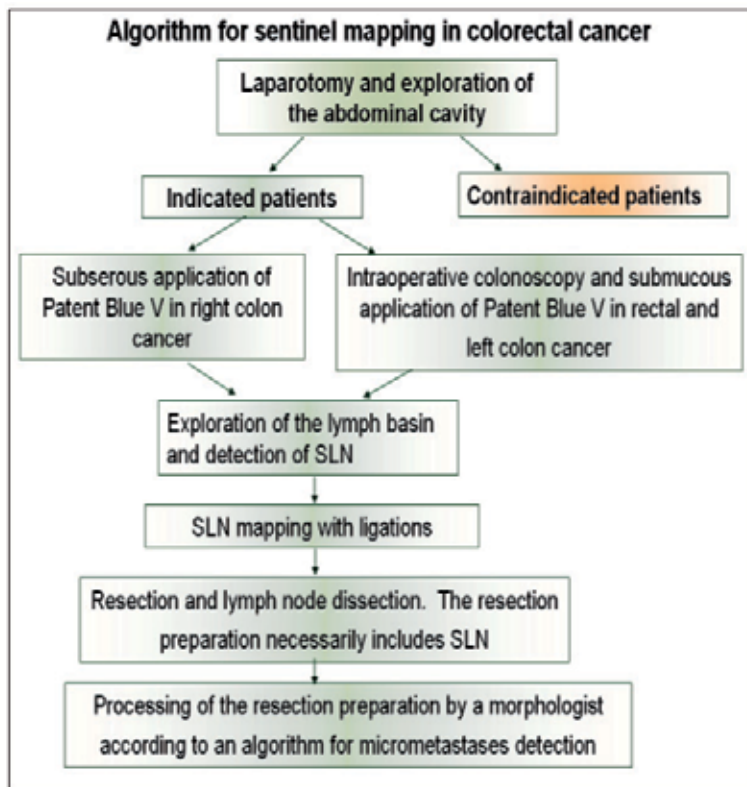 Algorithm for sentinel mapping in colorectal cancer
Laparotomy and exploration of
the abdominal cavity
Indicated patients
Contraindicated patients
Subserous application of
Patent Blue V in right colon
cancer
Intraoperative colonoscopy and submucous
application of Patent Blue V in rectal and
left colon cancer
Exploration of the lymph basin
and detection of SLN
SLN mapping with ligations
Resection and lymph node dissection. The resection
preparation necessarily includes SLN
Processing of the resection preparation by a morphologist
according to an algorithm for micrometastases detection